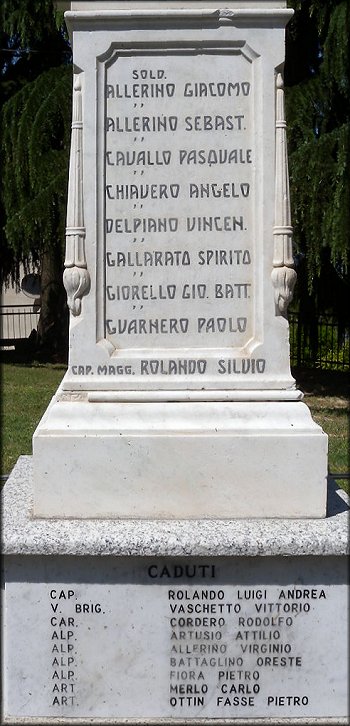 SOLD.
ALLERINO GIACOMO
,,
ALLERINO SEBAST.
,,
CAVALLO PASQUALE
,,
CHIAVERO ANGELO
,,
DELPIANO VINCEN.
,,
GALLARATO SPIRITO
,,
GIORELLO GIO. BATT.
,,
GUARNERO PAOLO
CAP. MAGG. ROLANDO SILVIO
CADUTI
CAP. ROLANDO LUIGI ANDREA
V. BRIG. VASCHETTO VITTORIO
CAR. CORDERO RODOLFO
ALP. ARTUSIO ATTILIO
ALP. ALLERINO VIRGINIO
ALP. BATTAGLINO ORESTE
ALP. FIORA PIETRO
ART. MERLO CARLO
ART. OTTIN FASSE PIETRO